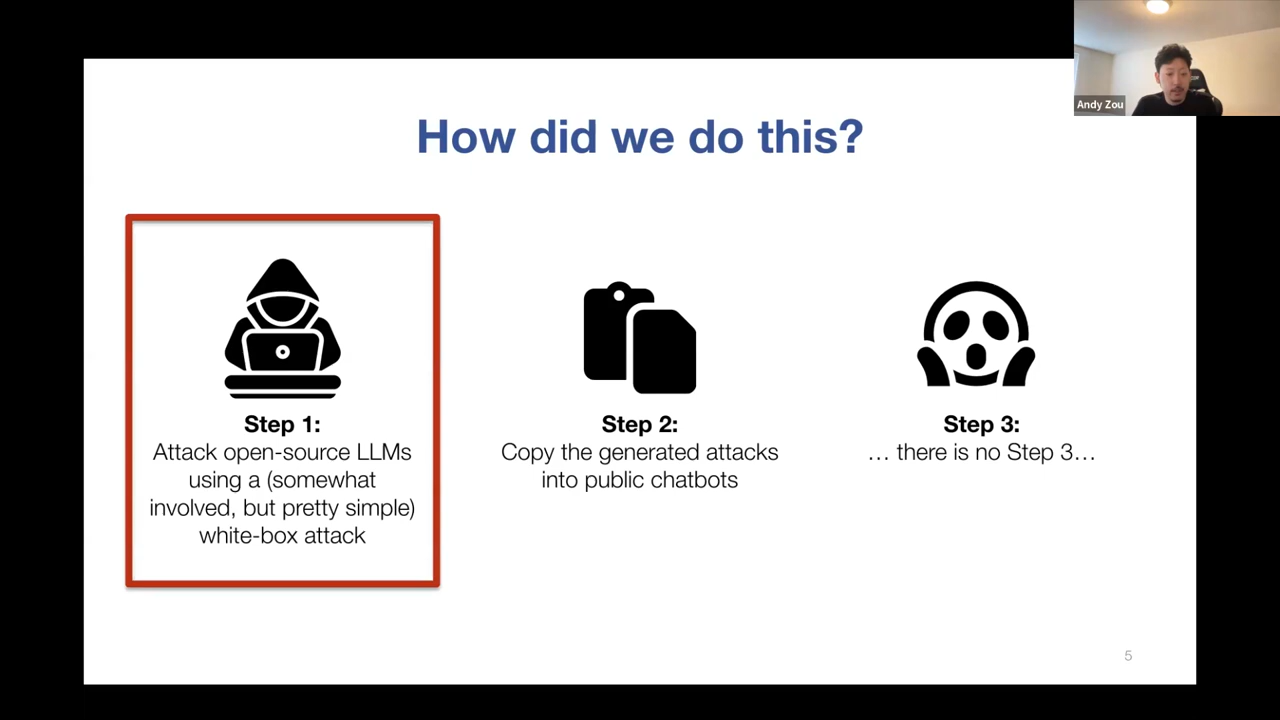 Andy Zou
How did we do this?
Step 1:
Attack open-source LLMs
using a (somewhat
involved, but pretty simple)
white-box attack
Step 2:
Copy the generated attacks
into public chatbots
Step 3:
… there is no Step 3…
5